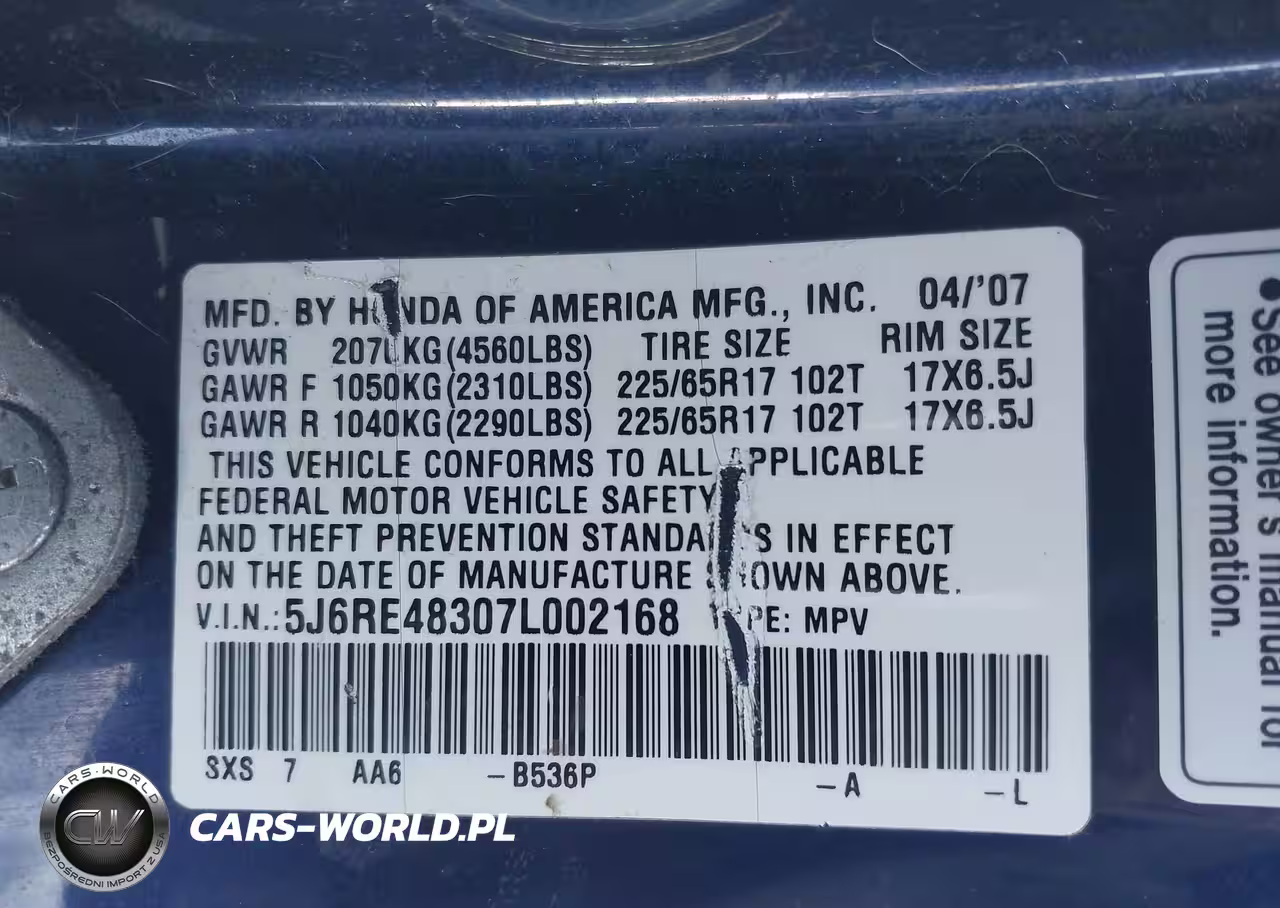 MFD. BY HONDA OF AMERICA MFG., INC. 04/'07
GVWR 2070KG(4560LBS) TIRE SIZE RIM SIZE
GAWR F 1050KG(2310LBS) 225/65R17 102T 17X6.5J
GAWR R 1040KG(2290LBS) 225/65R17 102T 17X6.5J
THIS VEHICLE CONFORMS TO ALL APPLICABLE
FEDERAL MOTOR VEHICLE SAFETY
AND THEFT PREVENTION STANDARDS IN EFFECT
ON THE DATE OF MANUFACTURE SHOWN ABOVE.
V.I.N.: 5J6RE48307L002168 TYPE: MPV
SXS 7 AA6 – B536P – A – L
See owner's manual for
more information.
CARS-WORLD
CW
BEZPOŚREDNI IMPORT Z USA
CARS-WORLD.PL